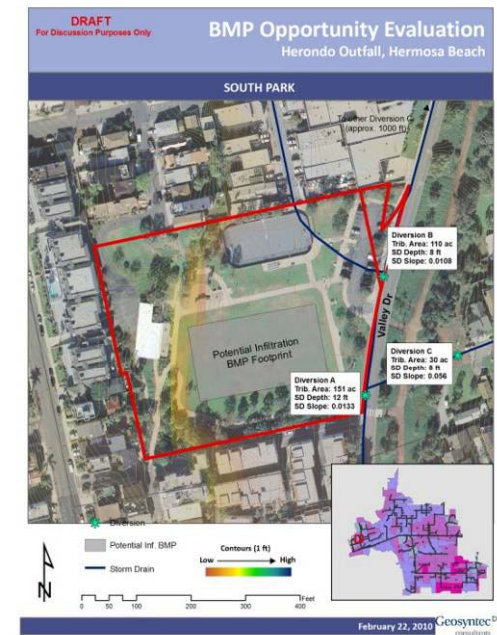 DRAFT
For Discussion Purposes Only
BMP Opportunity Evaluation
Herondo Outfall, Hermosa Beach
SOUTH PARK
To other Diversion C
(approx. 1000 ft)
Diversion B
Trib. Area: 110 ac
SD Depth: 8 ft
SD Slope: 0.0108
Valley Dr
Potential Infiltration
BMP Footprint
Diversion C
Trib. Area: 30 ac
SD Depth: 8 ft
SD Slope: 0.056
Diversion A
Trib. Area: 151 ac
SD Depth: 12 ft
SD Slope: 0.0133
Diversion
Potential Inf. BMP
Storm Drain
Contours (1 ft)
Low High
N
Feet
0 50 100 200 300 400
February 22, 2010
Geosyntec
consultants